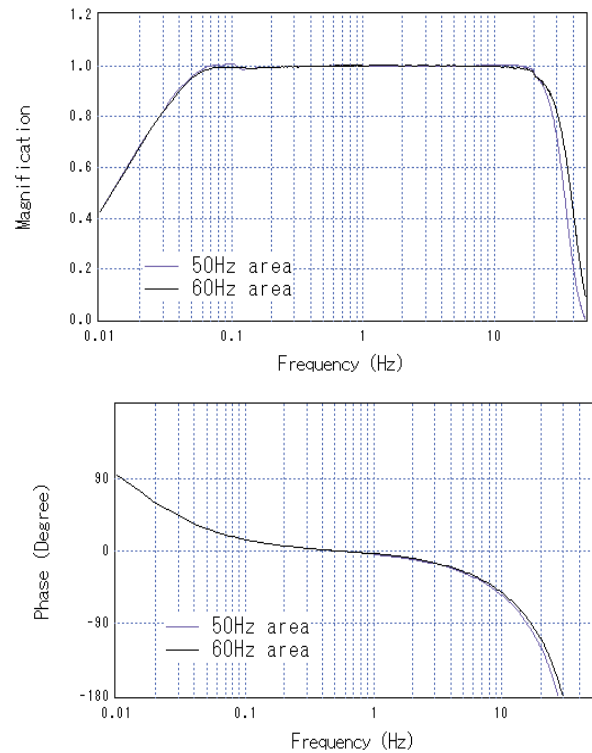 1.2
1.0
0.8
0.6
0.4
0.2
0.0
Magnification
50Hz area
60Hz area
0.01 0.1 1 10
Frequency (Hz)
90
0
-90
-180
Phase (Degree)
50Hz area
60Hz area
0.01 0.1 1 10
Frequency (Hz)